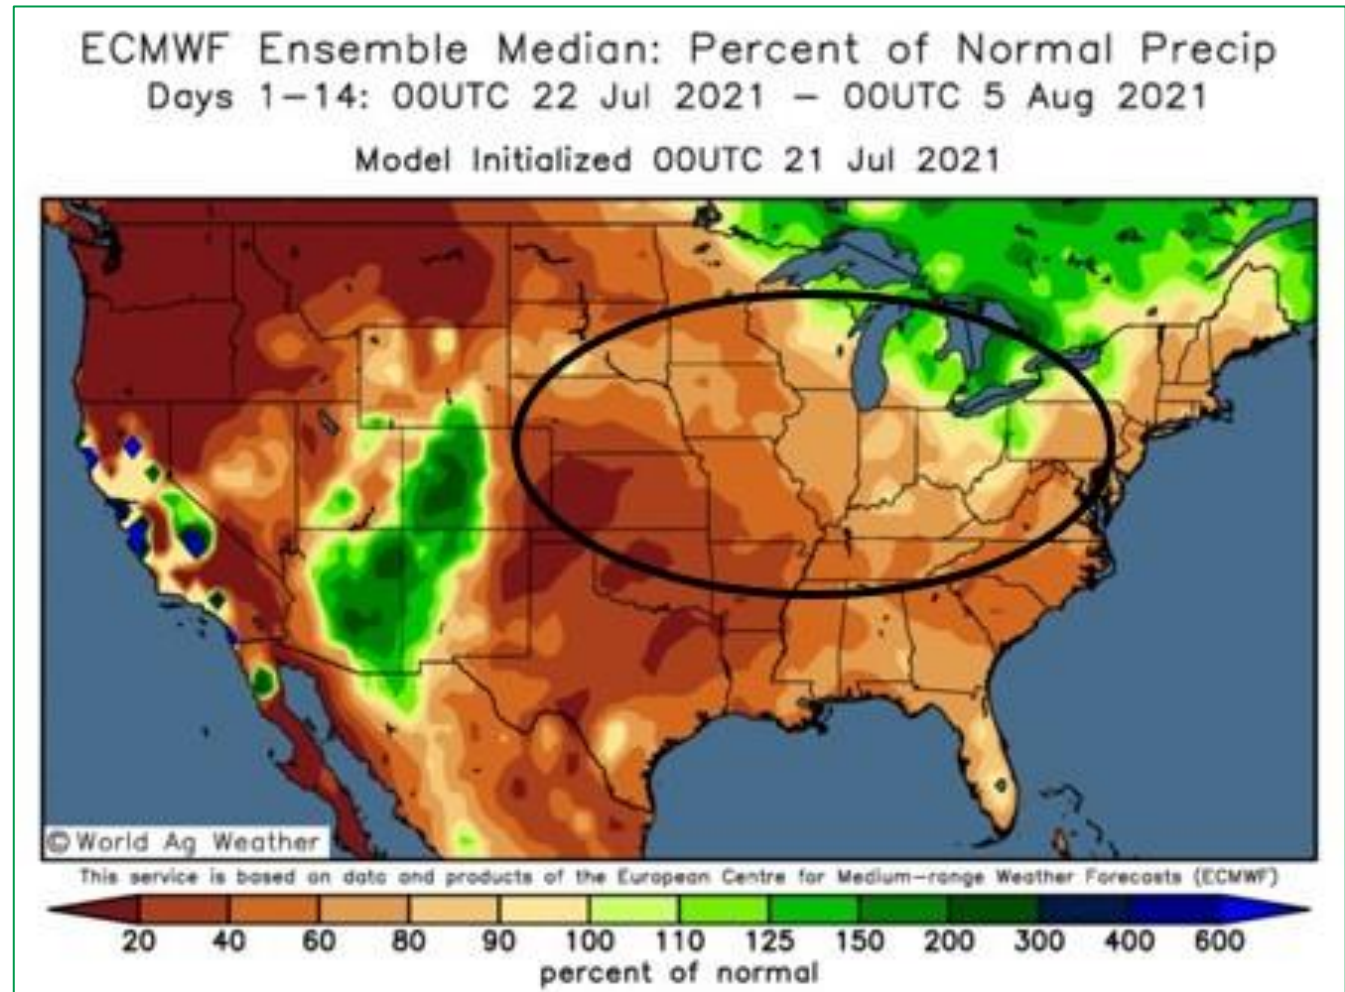 ECMWF Ensemble Median: Percent of Normal Precip
Days 1-14: 00UTC 22 Jul 2021 - 00UTC 5 Aug 2021
Model Initialized 00UTC 21 Jul 2021
©World Ag Weather
This service is based on data and products of the European Centre for Medium-range Weather Forecasts (ECMWF)
20 40 60 80 90 100 110 125 150 200 300 400 600
percent of normal